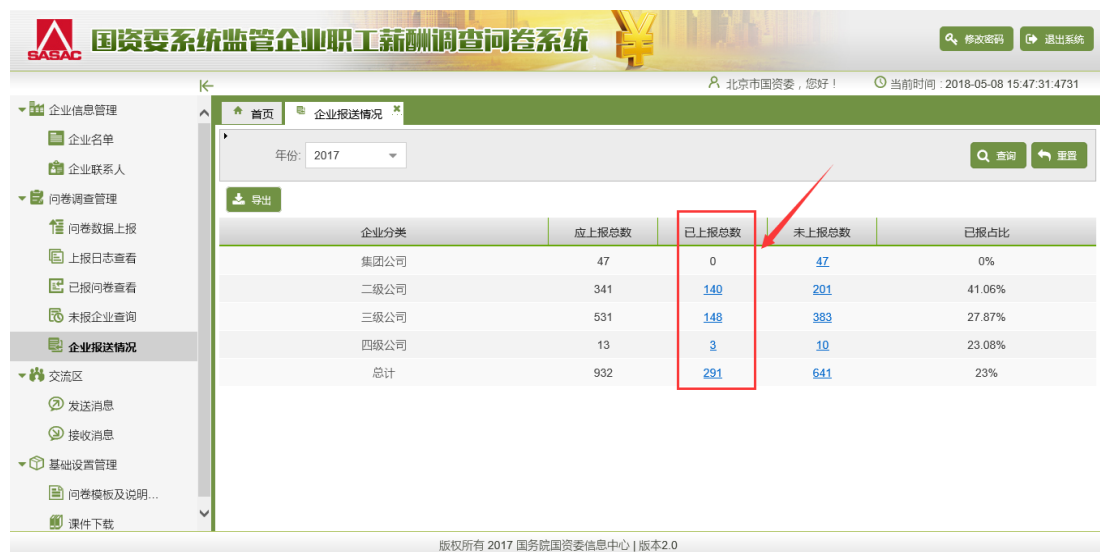 SASAC 国资委系统监管企业职工薪酬调查问卷系统 修改密码 退出系统
北京市国资委，您好！ 当前时间：2018-05-08 15:47:31:4731
企业信息管理
企业名单
企业联系人
问卷调查管理
问卷数据上报
上报日志查看
已报问卷查看
未报企业查询
企业报送情况
交流区
发送消息
接收消息
基础设置管理
问卷模板及说明...
课件下载
首页 企业报送情况
年份: 2017 查询 重置
导出
企业分类 应上报总数 已上报总数 未上报总数 已报占比
集团公司 47 0 47 0%
二级公司 341 140 201 41.06%
三级公司 531 148 383 27.87%
四级公司 13 3 10 23.08%
总计 932 291 641 23%
版权所有 2017 国务院国资委信息中心 | 版本2.0